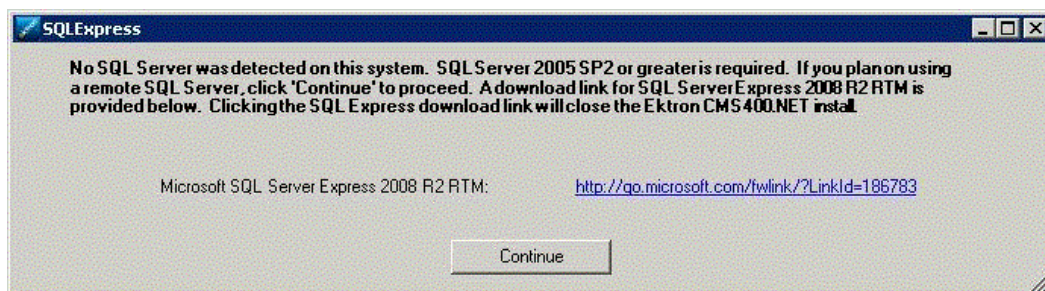 SQLExpress
No SQL Server was detected on this system.  SQL Server 2005 SP2 or greater is required.  If you plan on using
a remote SQL Server, click 'Continue' to proceed.  A download link for SQL Server Express 2008 R2 RTM is
provided below.  Clicking the SQL Express download link will close the Ektron CMS400.NET install.
Microsoft SQL Server Express 2008 R2 RTM: http://go.microsoft.com/fwlink/?LinkId=186783
Continue